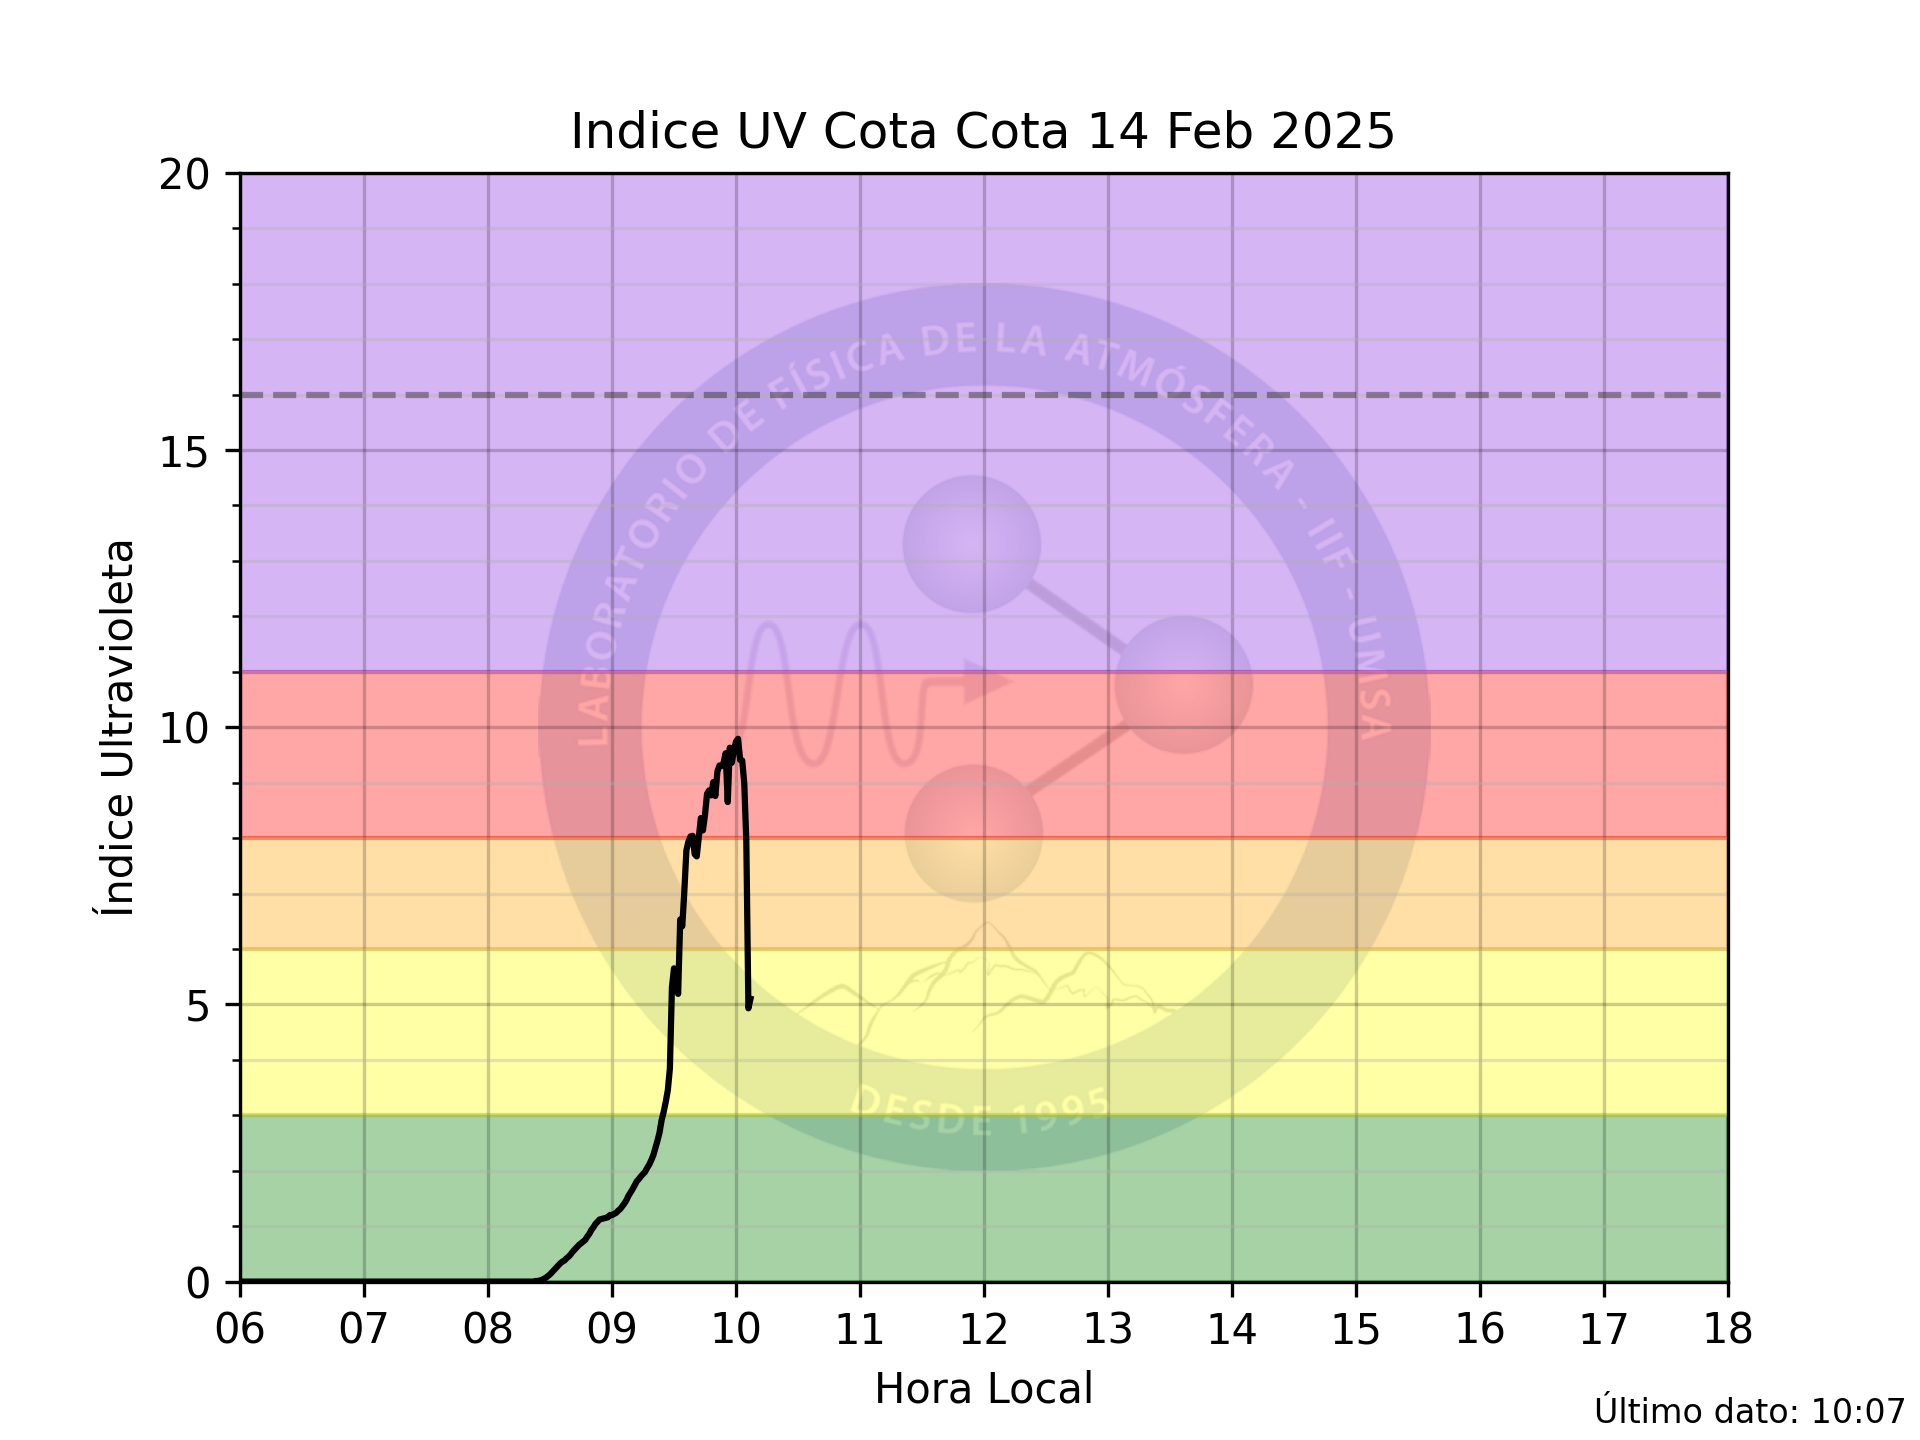 Indice UV Cota Cota 14 Feb 2025
20
15
10
5
0
Índice Ultravioleta
06 07 08 09 10 11 12 13 14 15 16 17 18
Hora Local
LABORATORIO DE FÍSICA DE LA ATMÓSFERA - IIF - UMSA
DESDE 1995
Último dato: 10:07